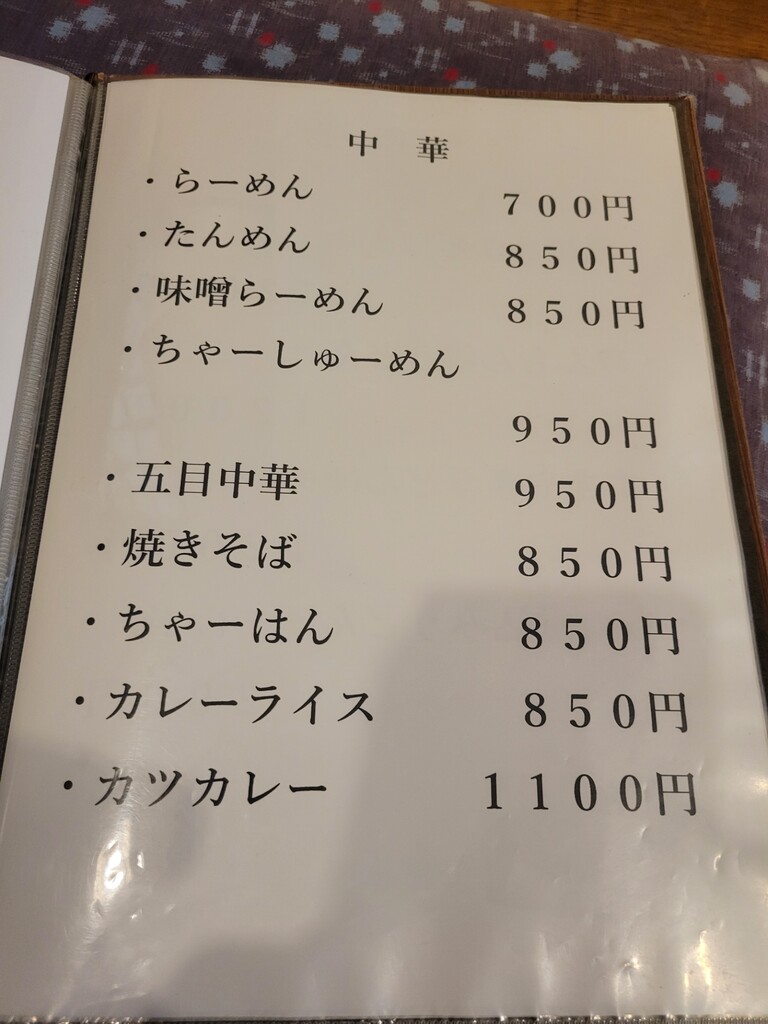 中 華
・らーめん 700円
・たんめん 850円
・味噌らーめん 850円
・ちゃーしゅーめん
950円
・五目中華 950円
・焼きそば 850円
・ちゃーはん 850円
・カレーライス 850円
・カツカレー 1100円